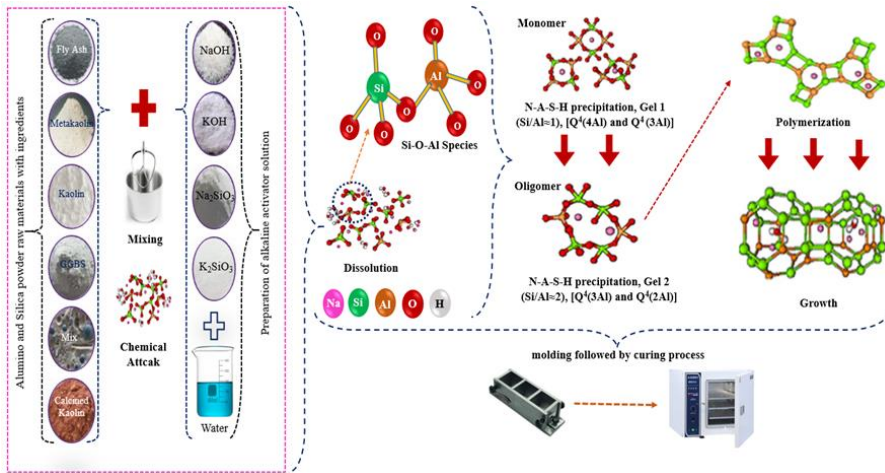 Alumino and Silica powder raw materials with ingredients
Fly Ash
Metakaolin
Kaolin
GGBS
Mix
Calcined
Kaolin
Mixing
Chemical
Attcak
NaOH
KOH
Na₂SiO₃
K₂SiO₃
Water
Preparation of alkaline activator solution
O
O
Si
Al
O
O
O
O
O
O
Si-O-Al Species
Dissolution
Na
Si
Al
O
H
Monomer
N-A-S-H precipitation, Gel 1
(Si/Al≈1), [Q⁴(4Al) and Q⁴(3Al)]
Oligomer
N-A-S-H precipitation, Gel 2
(Si/Al≈2), [Q⁴(3Al) and Q⁴(2Al)]
Polymerization
Growth
molding followed by curing process